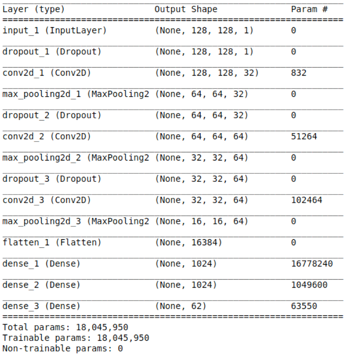 Layer (type) Output Shape Param #
input_1 (InputLayer) (None, 128, 128, 1) 0
dropout_1 (Dropout) (None, 128, 128, 1) 0
conv2d_1 (Conv2D) (None, 128, 128, 32) 832
max_pooling2d_1 (MaxPooling2 (None, 64, 64, 32) 0
dropout_2 (Dropout) (None, 64, 64, 32) 0
conv2d_2 (Conv2D) (None, 64, 64, 64) 51264
max_pooling2d_2 (MaxPooling2 (None, 32, 32, 64) 0
dropout_3 (Dropout) (None, 32, 32, 64) 0
conv2d_3 (Conv2D) (None, 32, 32, 64) 102464
max_pooling2d_3 (MaxPooling2 (None, 16, 16, 64) 0
flatten_1 (Flatten) (None, 16384) 0
dense_1 (Dense) (None, 1024) 16778240
dense_2 (Dense) (None, 1024) 1049600
dense_3 (Dense) (None, 62) 63550
Total params: 18,045,950
Trainable params: 18,045,950
Non-trainable params: 0